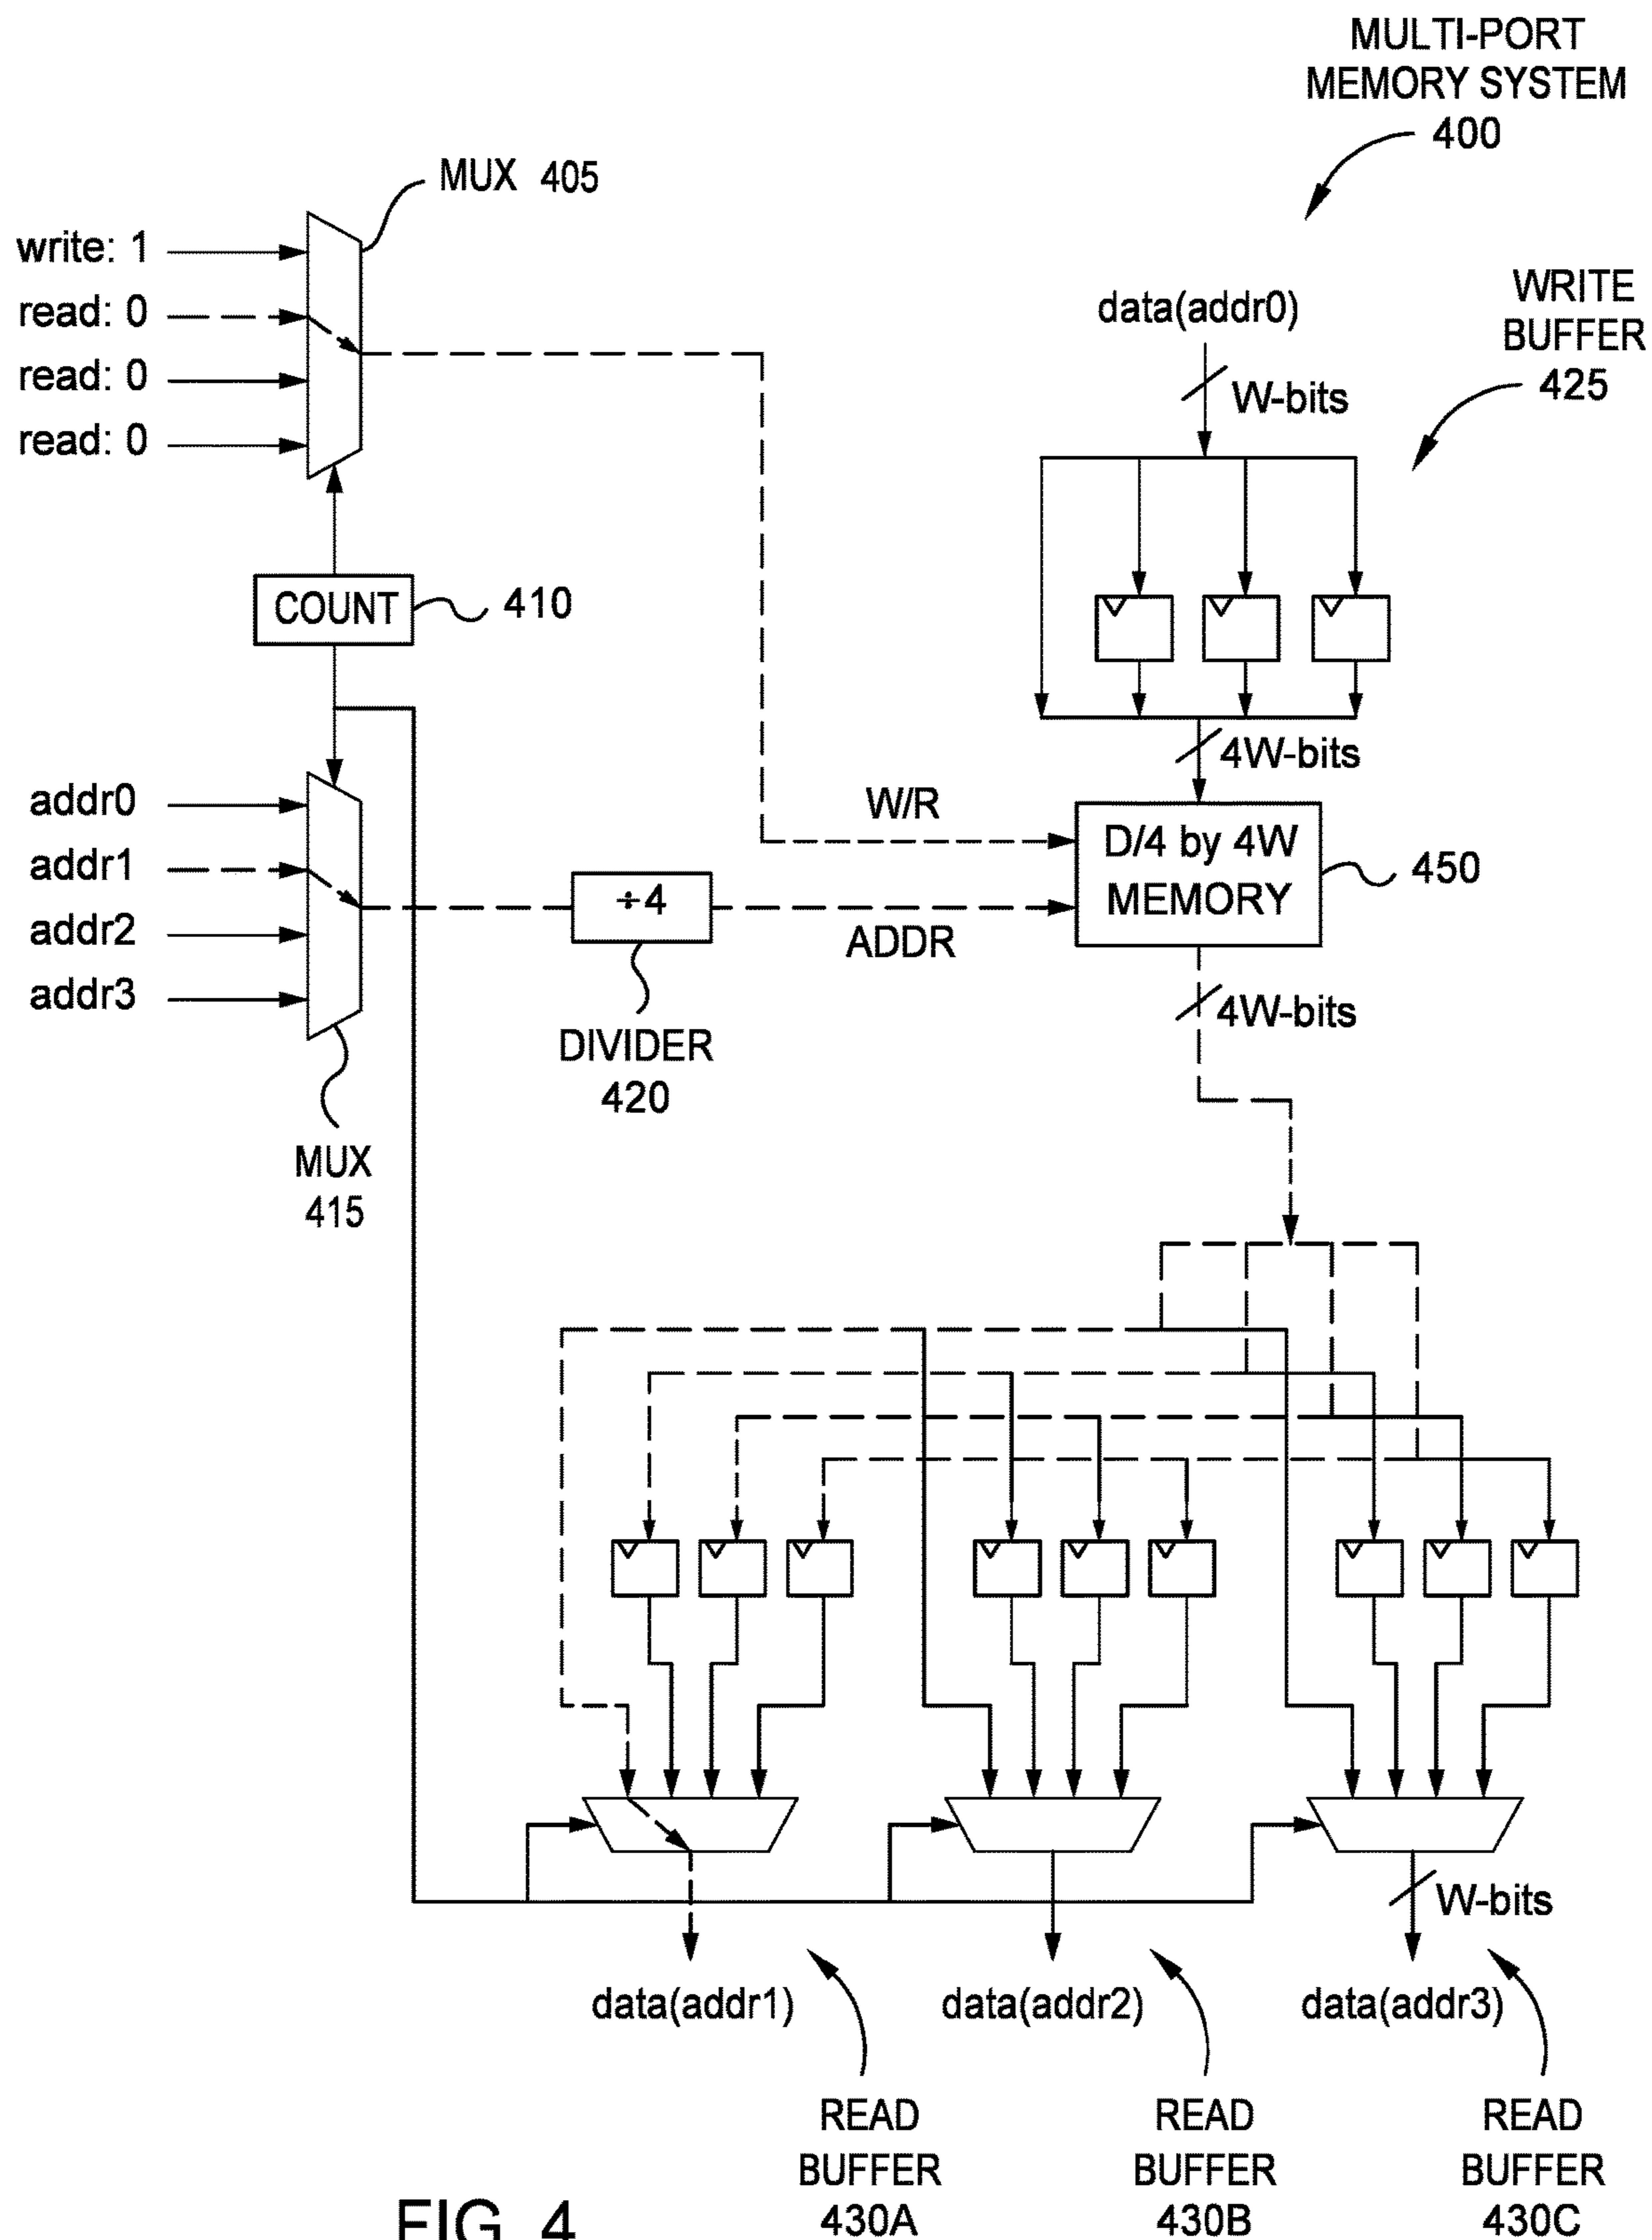 MULTI-PORT
MEMORY SYSTEM
400
MUX 405
write: 1
read: 0
read: 0
read: 0
WRITE
BUFFER
425
data(addr0)
W-bits
COUNT
410
4W-bits
addr0
addr1
addr2
addr3
W/R
D/4 by 4W
MEMORY
450
÷4
ADDR
4W-bits
DIVIDER
420
MUX
415
W-bits
data(addr1)
data(addr2)
data(addr3)
READ
BUFFER
430A
READ
BUFFER
430B
READ
BUFFER
430C
FIG. 4